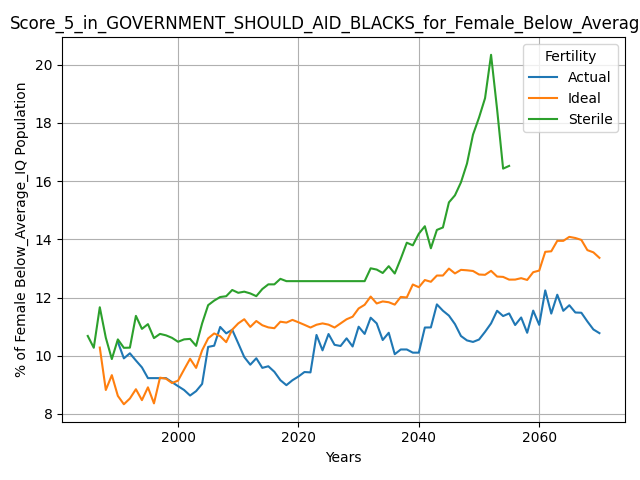 Score_5_in_GOVERNMENT_SHOULD_AID_BLACKS_for_Female_Below_Averag
% of Female Below_Average_IQ Population
20
18
16
14
12
10
8
Fertility
Actual
Ideal
Sterile
2000
2020
2040
2060
Years